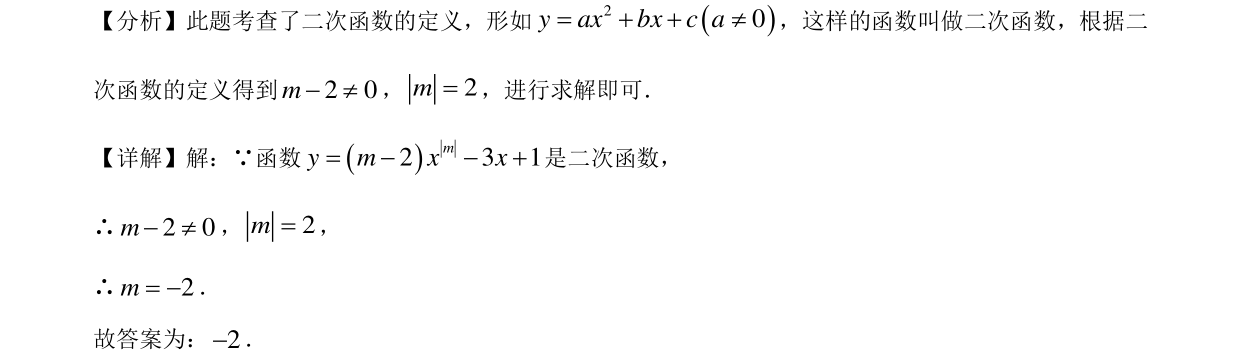 【分析】此题考查了二次函数的定义，形如 y = ax² + bx + c (a ≠ 0)，这样的函数叫做二次函数，根据二
次函数的定义得到 m − 2 ≠ 0，|m| = 2，进行求解即可．
【详解】解：∵函数 y = (m − 2) x^|m| − 3x + 1 是二次函数，
∴ m − 2 ≠ 0，|m| = 2，
∴ m = −2．
故答案为：−2．